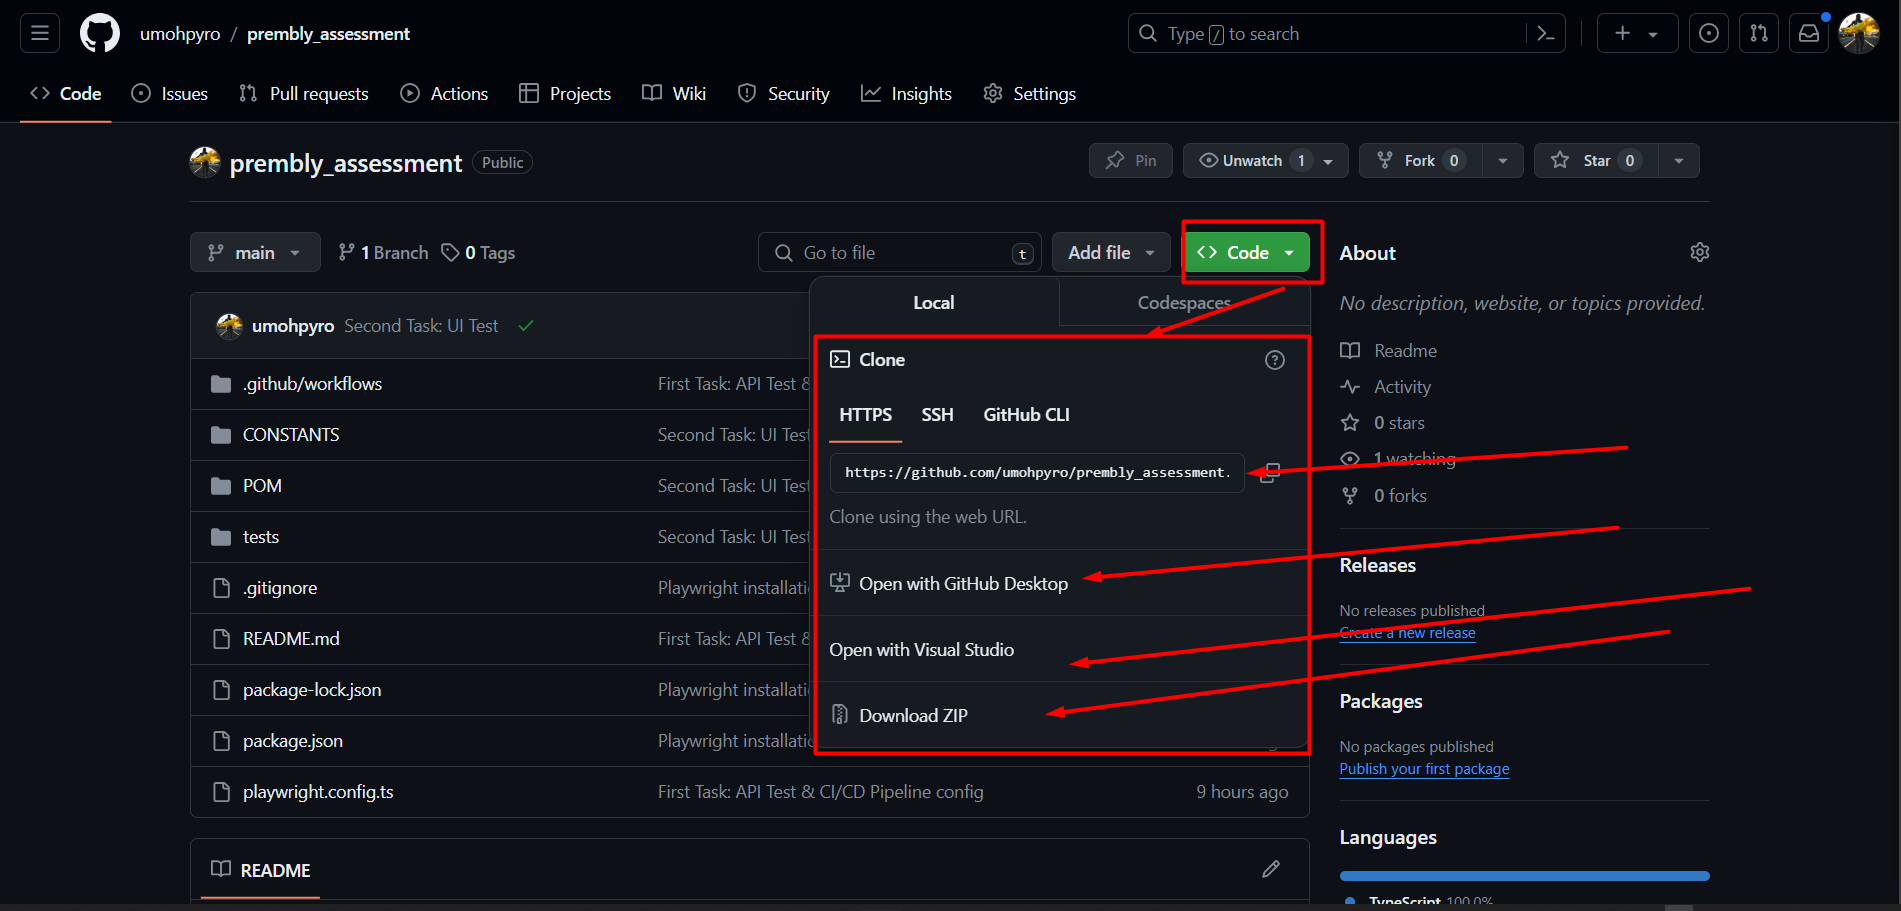 umohpyro / prembly_assessment
Type / to search
Code
Issues
Pull requests
Actions
Projects
Wiki
Security
Insights
Settings
prembly_assessment Public
Pin
Unwatch 1
Fork 0
Star 0
main
1 Branch
0 Tags
Go to file t
Add file
Code
Local
Codespaces
Clone
HTTPS
SSH
GitHub CLI
https://github.com/umohpyro/prembly_assessment.
Clone using the web URL.
Open with GitHub Desktop
Open with Visual Studio
Download ZIP
umohpyro Second Task: UI Test
.github/workflows First Task: API Test &
CONSTANTS Second Task: UI Test
POM Second Task: UI Test
tests Second Task: UI Test
.gitignore Playwright installati
README.md First Task: API Test &
package-lock.json Playwright installati
package.json Playwright installati
playwright.config.ts First Task: API Test & CI/CD Pipeline config 9 hours ago
README
About
No description, website, or topics provided.
Readme
Activity
0 stars
1 watching
0 forks
Releases
No releases published
Create a new release
Packages
No packages published
Publish your first package
Languages
TypeScript 100.0%